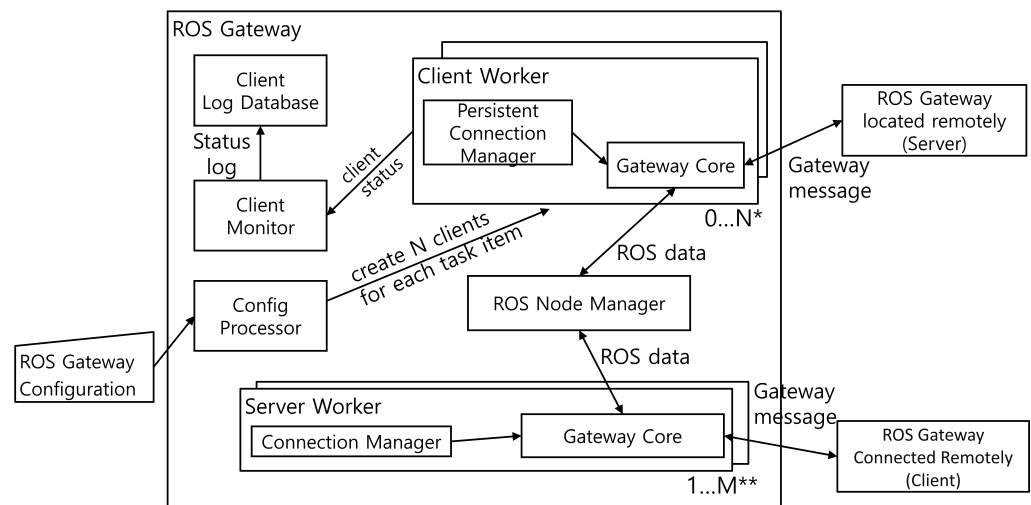 ROS Gateway
Client
Log Database
Status
log
Client
Monitor
client
status
Client Worker
Persistent
Connection
Manager
Gateway Core
0...N*
ROS Gateway
located remotely
(Server)
Gateway
message
create N clients
for each task item
ROS data
ROS Node Manager
Config
Processor
ROS Gateway
Configuration
ROS data
Server Worker
Connection Manager
Gateway Core
1...M**
Gateway
message
ROS Gateway
Connected Remotely
(Client)